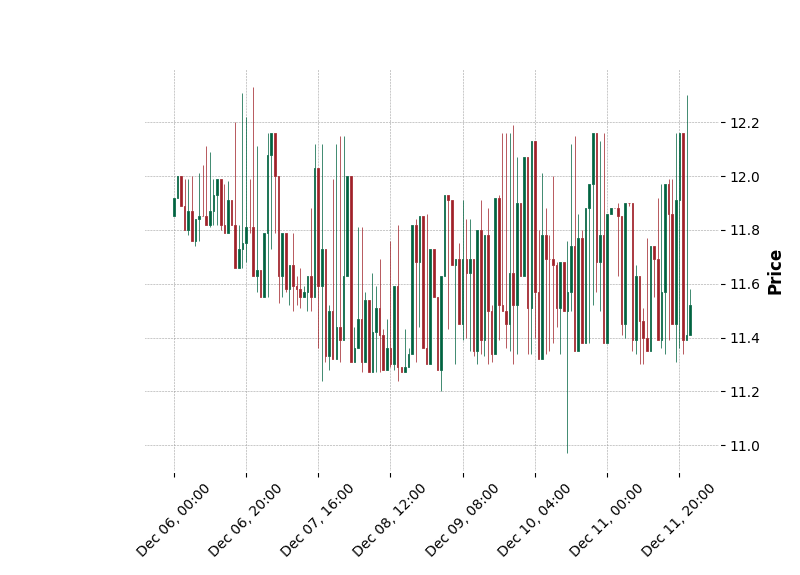 12.2
12.0
11.8
11.6
11.4
11.2
11.0
Price
Dec 06, 00:00
Dec 06, 20:00
Dec 07, 16:00
Dec 08, 12:00
Dec 09, 08:00
Dec 10, 04:00
Dec 11, 00:00
Dec 11, 20:00